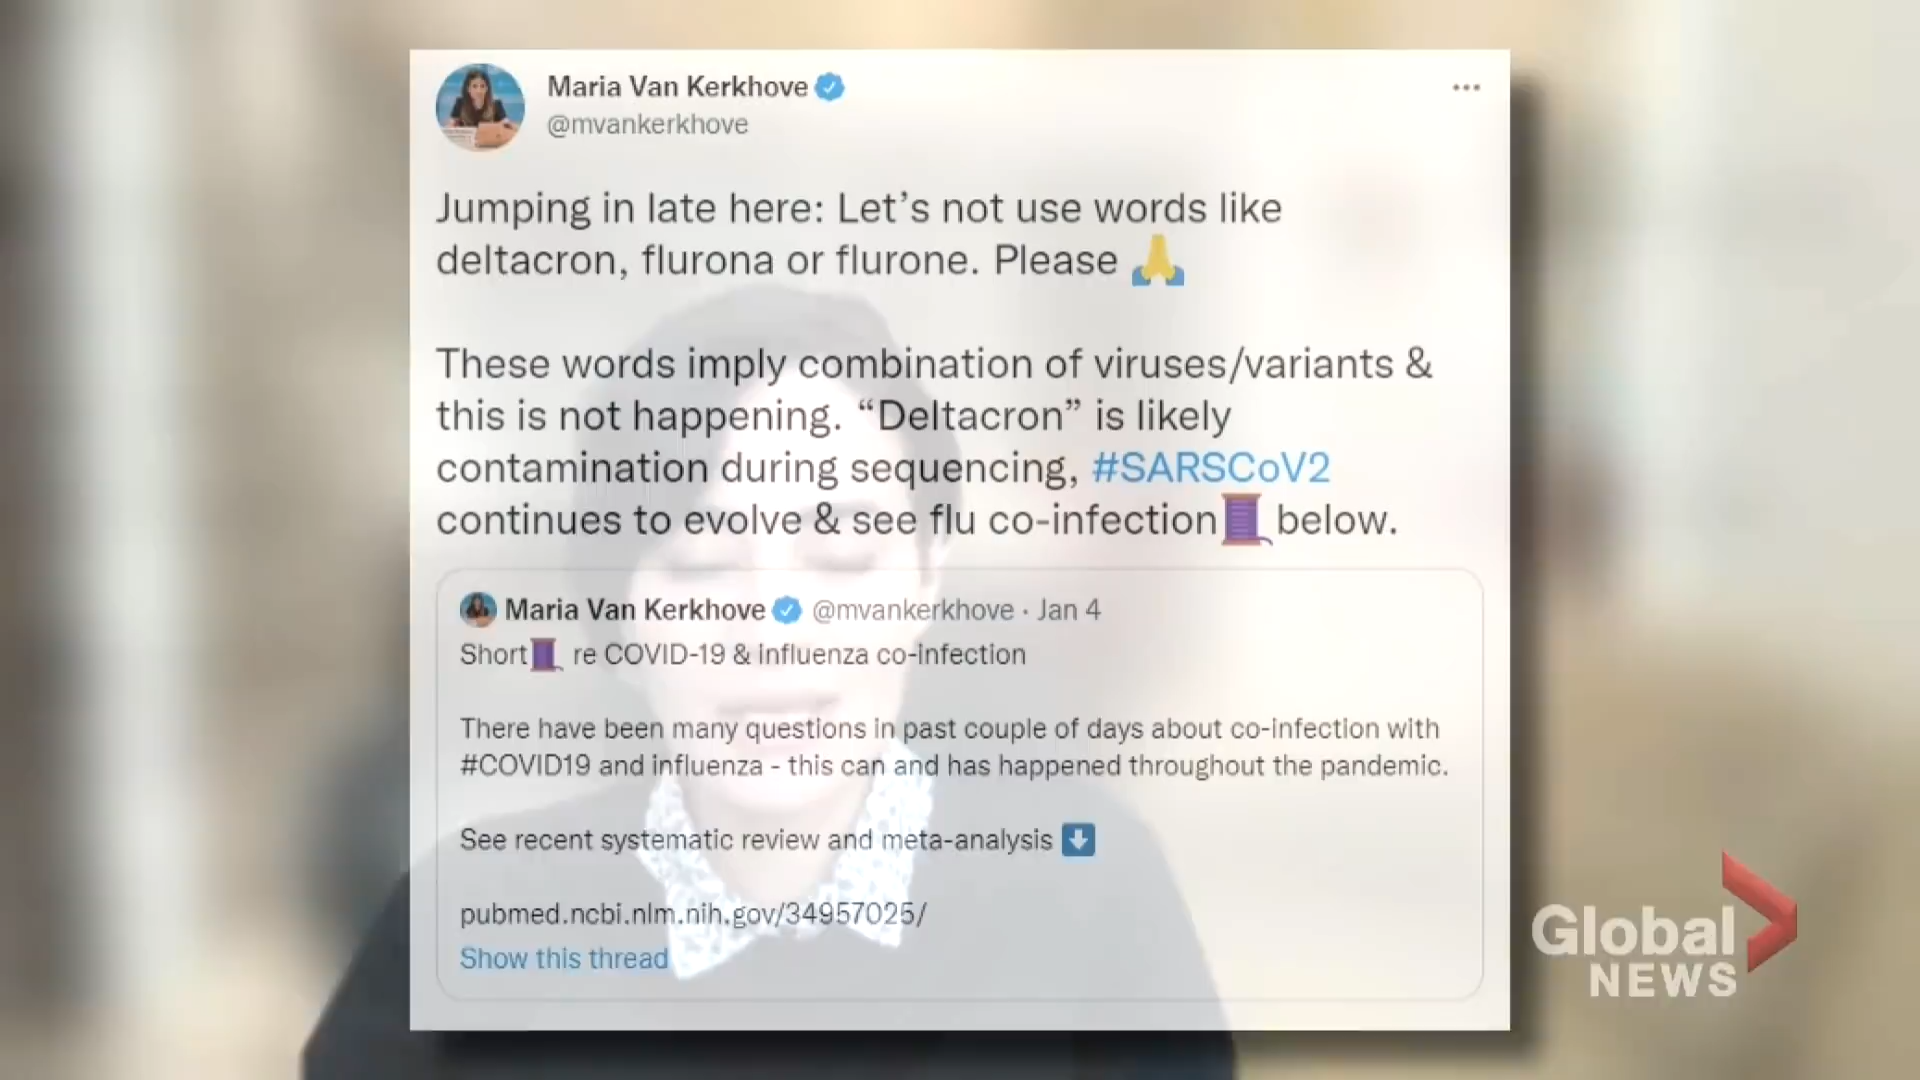 Maria Van Kerkhove
@mvankerkhove
Jumping in late here: Let’s not use words like
deltacron, flurona or flurone. Please 🙏
These words imply combination of viruses/variants &
this is not happening. “Deltacron” is likely
contamination during sequencing, #SARSCoV2
continues to evolve & see flu co-infection🧵 below.
Maria Van Kerkhove @mvankerkhove · Jan 4
Short🧵 re COVID-19 & influenza co-infection
There have been many questions in past couple of days about co-infection with
#COVID19 and influenza - this can and has happened throughout the pandemic.
See recent systematic review and meta-analysis ⬇️
pubmed.ncbi.nlm.nih.gov/34957025/
Show this thread
Global
NEWS